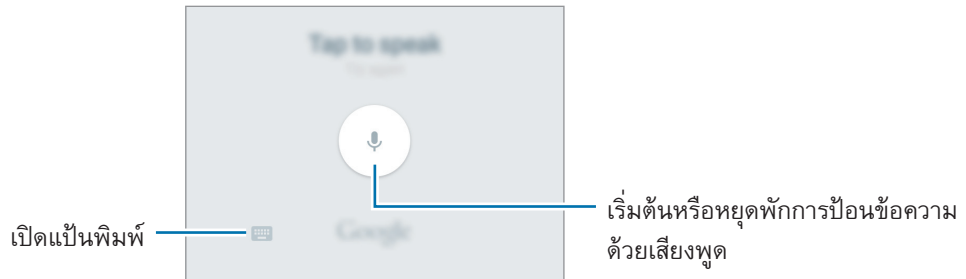 Tap to speak
Try again
เริ่มต้นหรือหยุดพักการป้อนข้อความ
ด้วยเสียงพูด
เปิดแป้นพิมพ์
Google